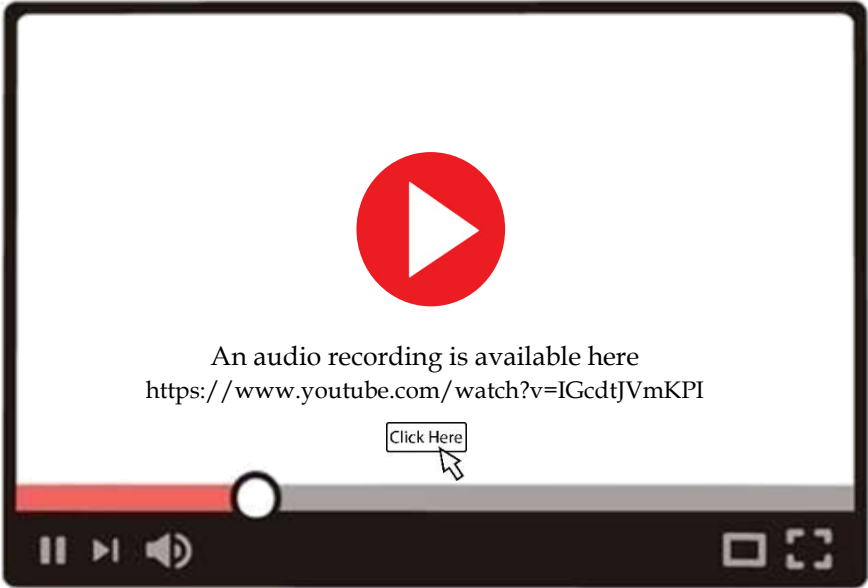 An audio recording is available here
https://www.youtube.com/watch?v=IGcdtJVmKPI
Click Here